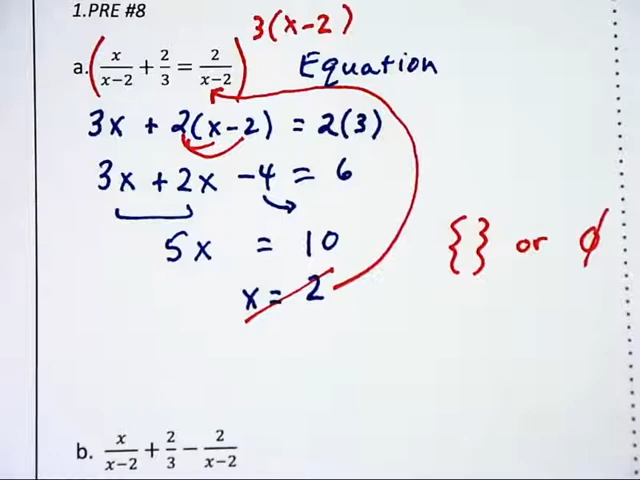 1.PRE #8
3(x-2)
a. (x/(x-2) + 2/3 = 2/(x-2))
Equation
3x + 2(x-2) = 2(3)
3x + 2x - 4 = 6
5x = 10
{ } or ∅
x = 2
b. x/(x-2) + 2/3 - 2/(x-2)